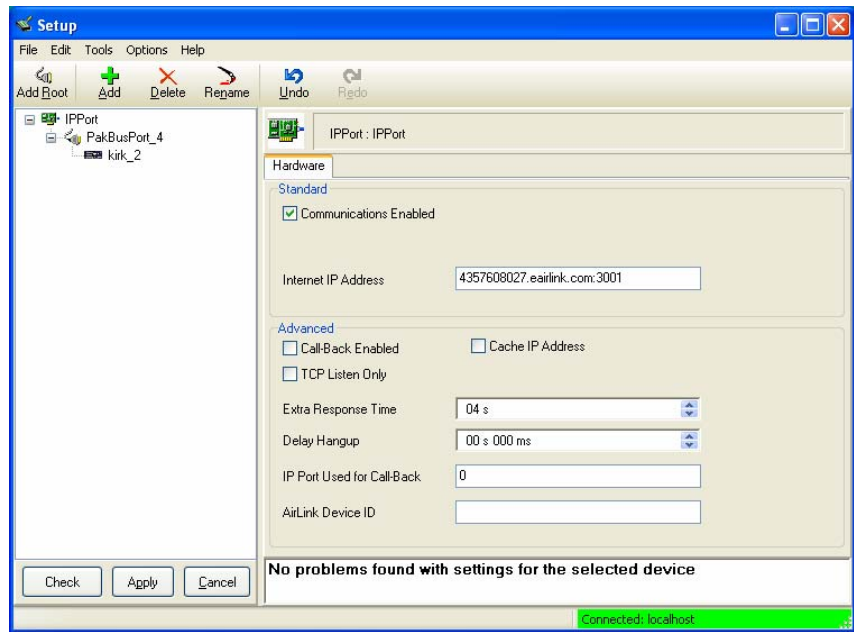 Setup
File Edit Tools Options Help
Add Root Add Delete Rename Undo Redo
IPPort
PakBusPort_4
kirk_2
IPPort : IPPort
Hardware
Standard
Communications Enabled
Internet IP Address 4357608027.eairlink.com:3001
Advanced
Call-Back Enabled Cache IP Address
TCP Listen Only
Extra Response Time 04 s
Delay Hangup 00 s 000 ms
IP Port Used for Call-Back 0
AirLink Device ID
Check Apply Cancel
No problems found with settings for the selected device
Connected: localhost